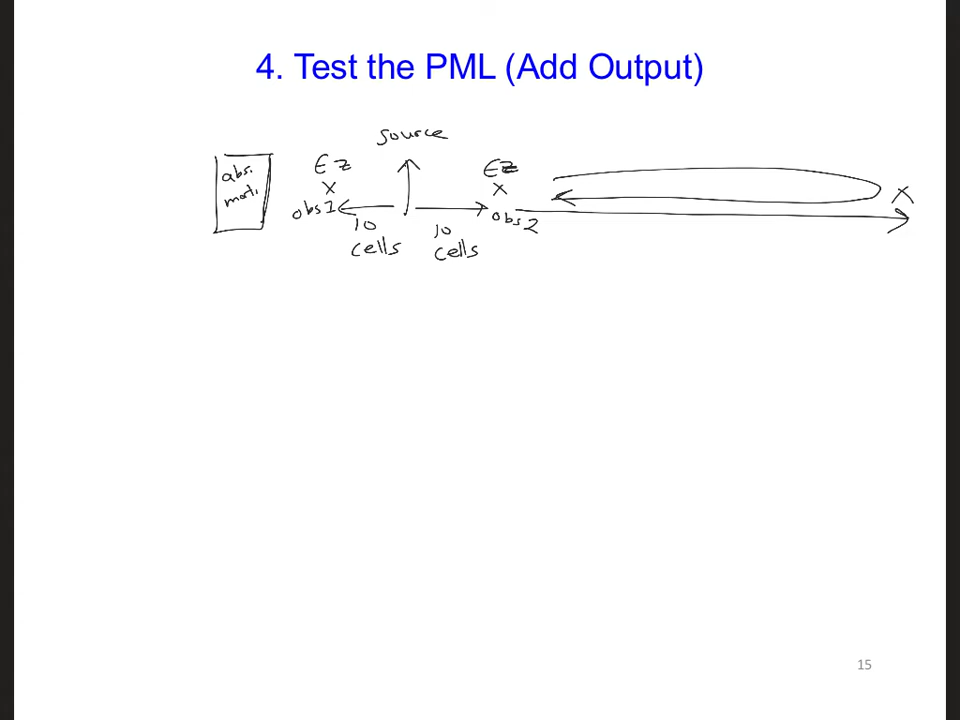 4. Test the PML (Add Output)
source
abs.
mat.
Ez
x
obs1
10
cells
10
cells
Ez
x
obs2
x
15